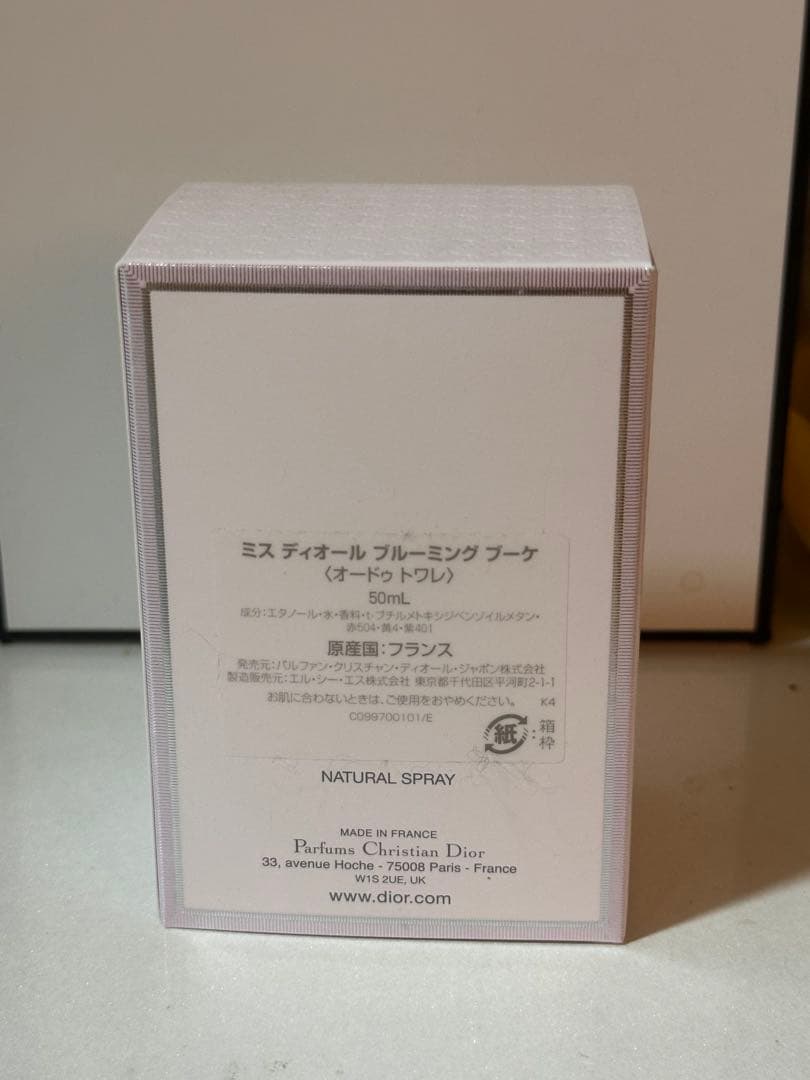 ミス ディオール ブルーミング ブーケ
〈オードゥ トワレ〉
50mL
成分:エタノール・水・香料・t-ブチルメトキシジベンゾイルメタン・
赤504・黄4・紫401
原産国:フランス
発売元:パルファン・クリスチャン・ディオール・ジャポン株式会社
製造販売元:エル・シー・エス株式会社 東京都千代田区平河町2-1-1
お肌に合わないときは、ご使用をおやめください。 K4
C099700101/E
紙:箱
枠
NATURAL SPRAY
MADE IN FRANCE
Parfums Christian Dior
33, avenue Hoche - 75008 Paris - France
W1S 2UE, UK
www.dior.com